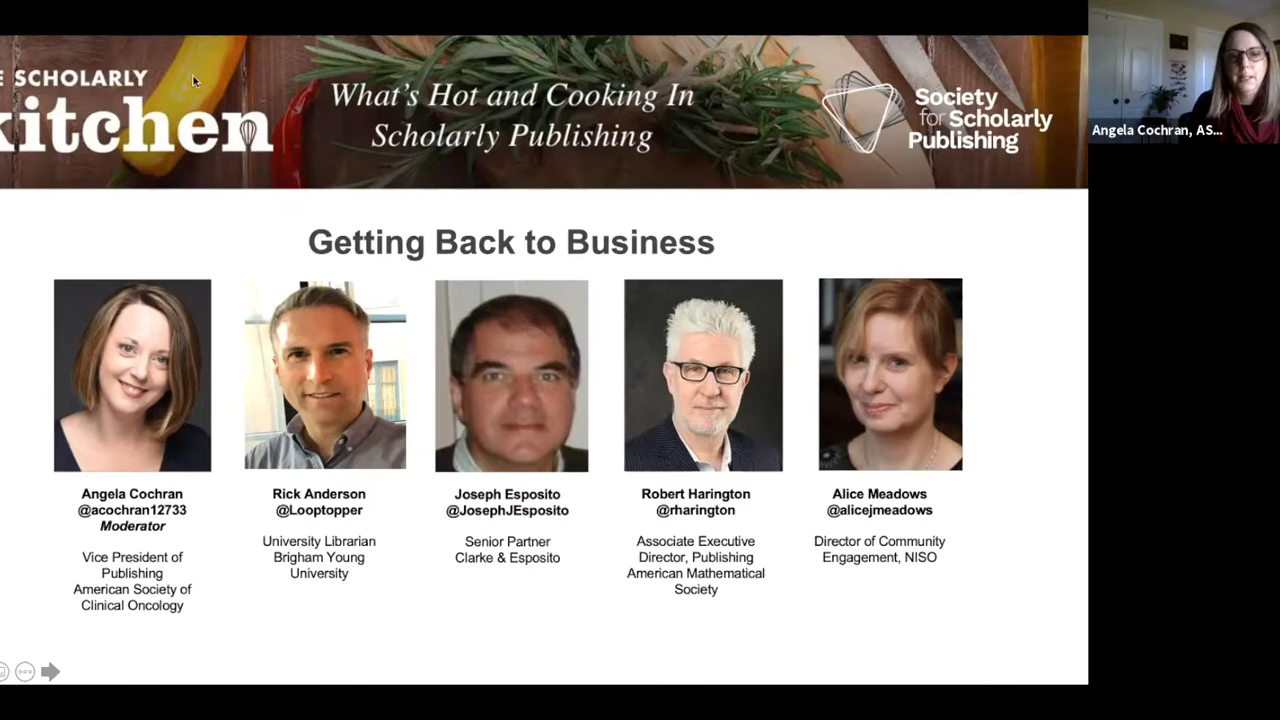 E SCHOLARLY
kitchen
What's Hot and Cooking In
Scholarly Publishing
Society
for Scholarly
Publishing
Angela Cochran, AS...
Getting Back to Business
Angela Cochran
@acochran12733
Moderator
Vice President of
Publishing
American Society of
Clinical Oncology
Rick Anderson
@Looptopper
University Librarian
Brigham Young
University
Joseph Esposito
@JosephJEsposito
Senior Partner
Clarke & Esposito
Robert Harington
@rharington
Associate Executive
Director, Publishing
American Mathematical
Society
Alice Meadows
@alicejmeadows
Director of Community
Engagement, NISO